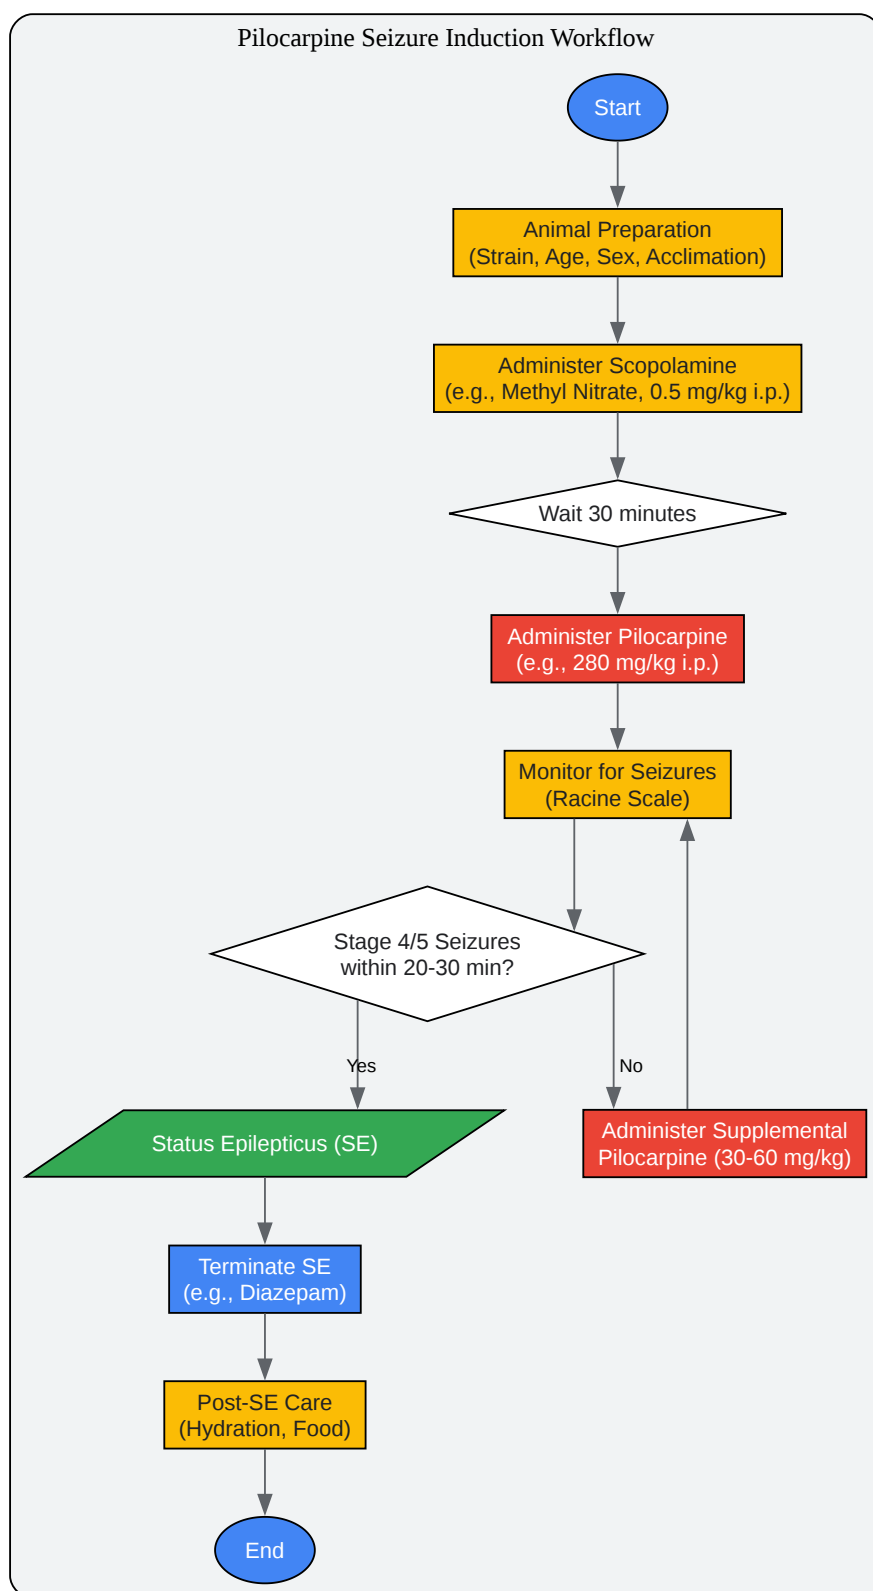 Pilocarpine Seizure Induction Workflow
Start
Animal Preparation
(Strain, Age, Sex, Acclimation)
Administer Scopolamine
(e.g., Methyl Nitrate, 0.5 mg/kg i.p.)
Wait 30 minutes
Administer Pilocarpine
(e.g., 280 mg/kg i.p.)
Monitor for Seizures
(Racine Scale)
Stage 4/5 Seizures
within 20-30 min?
Yes
No
Status Epilepticus (SE)
Administer Supplemental
Pilocarpine (30-60 mg/kg)
Terminate SE
(e.g., Diazepam)
Post-SE Care
(Hydration, Food)
End